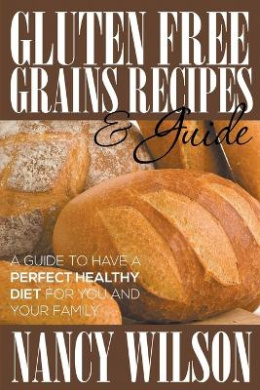 GLUTEN FREE
GRAINS RECIPES
& Guide
A GUIDE TO HAVE A
PERFECT HEALTHY
DIET FOR YOU AND
YOUR FAMILY
NANCY WILSON